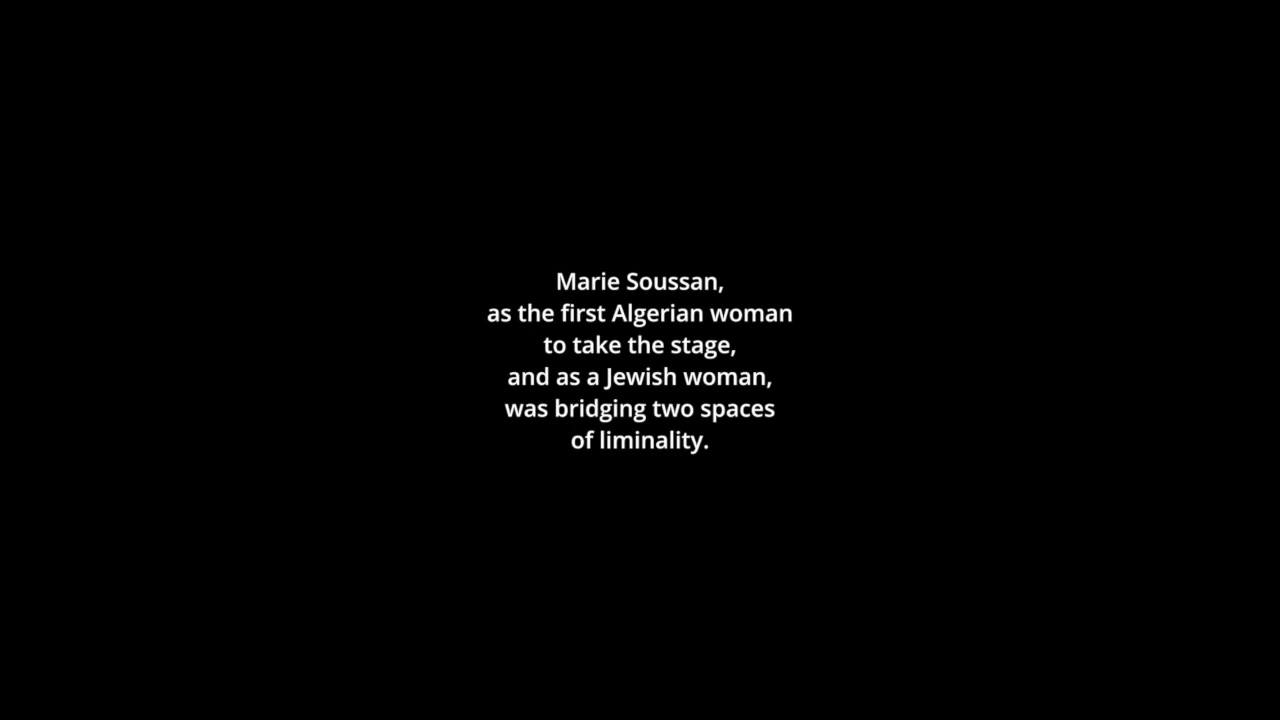 Marie Soussan,
as the first Algerian woman
to take the stage,
and as a Jewish woman,
was bridging two spaces
of liminality.